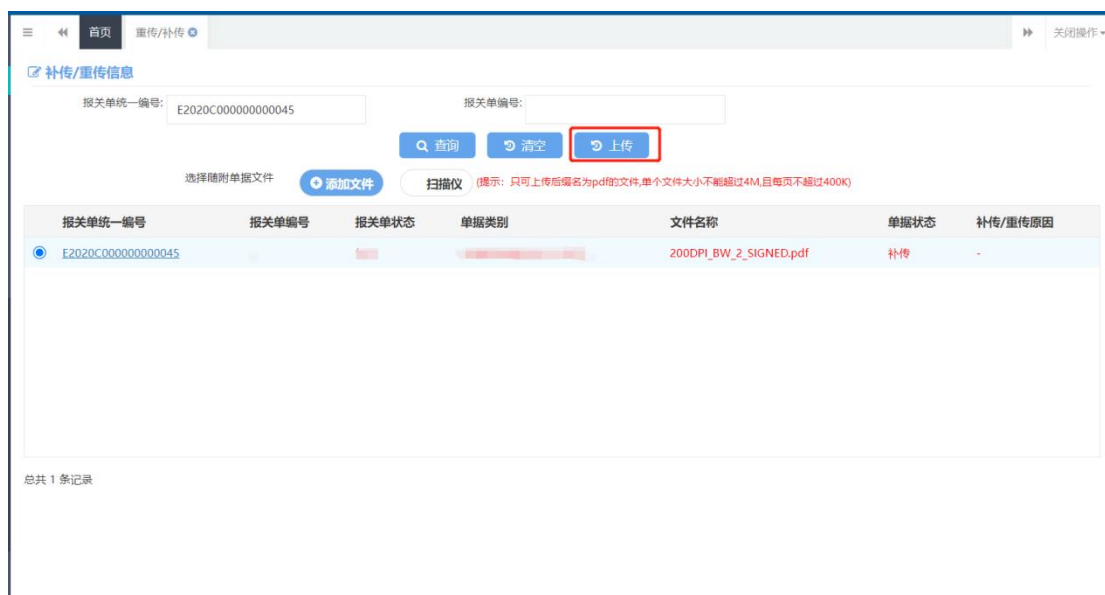 首页 重传/补传 关闭操作
补传/重传信息
报关单统一编号: E2020C000000000045 报关单编号:
查询 清空 上传
选择随附单据文件 添加文件 扫描仪 (提示：只可上传后缀名为pdf的文件,单个文件大小不能超过4M,且每页不超过400K)
报关单统一编号 报关单编号 报关单状态 单据类别 文件名称 单据状态 补传/重传原因
E2020C000000000045 200DPI_BW_2_SIGNED.pdf 补传 -
总共 1 条记录